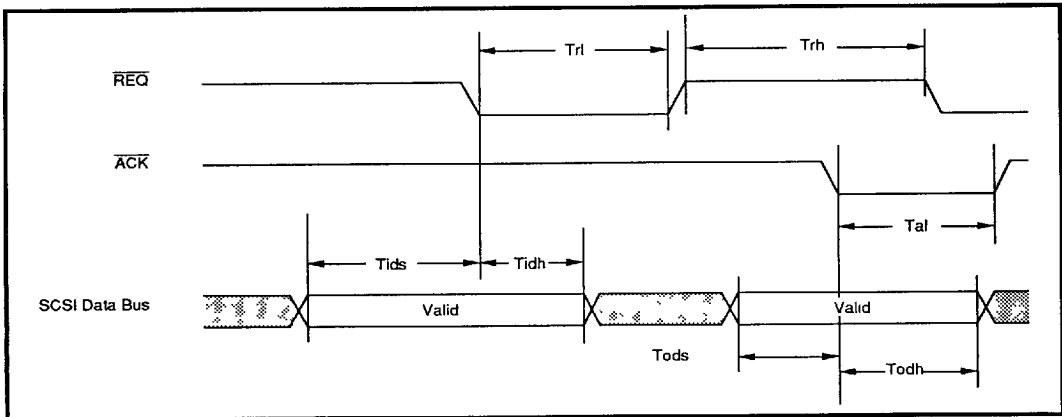 Trl
Trh
REQ
ACK
Tal
Tids
Tidh
SCSI Data Bus
Valid
Valid
Tods
Todh